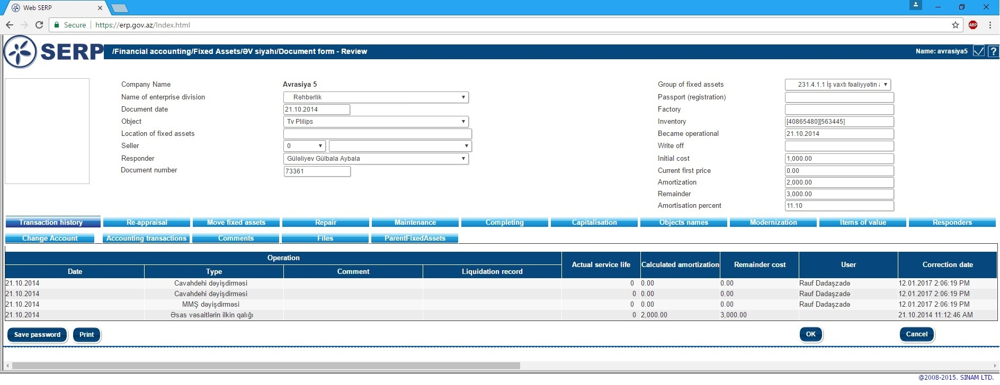 Web SERP
Secure https://erp.gov.az/Index.html
ABP
SERP /Financial accounting/Fixed Assets/ƏV siyahı/Document form - Review Name: avrasiya5 ?
Company Name Avrasiya 5
Name of enterprise division Rəhbərlik
Document date 21.10.2014
Object Tv Plilips
Location of fixed assets
Seller 0
Responder Güləliyev Gülbala Aybala
Document number 73361
Group of fixed assets 231.4.1.1 İş vaxtı fəaliyyətin
Passport (registration)
Factory
Inventory [40865480][563445]
Became operational 21.10.2014
Write off
Initial cost 1,000.00
Current first price 0.00
Amortization 2,000.00
Remainder 3,000.00
Amortisation percent 11.10
Transaction history Re-appraisal Move fixed assets Repair Maintenance Completing Capitalisation Objects names Modernization Items of value Responders
Change Account Accounting transactions Comments Files ParentFixedAssets
Operation Actual service life Calculated amortization Remainder cost User Correction date
Date Type Comment Liquidation record
21.10.2014 Cavahdehi dəyişdirməsi 0 0.00 0.00 Rauf Dadaşzadə 12.01.2017 2:06:19 PM
21.10.2014 Cavahdehi dəyişdirməsi 0 0.00 0.00 Rauf Dadaşzadə 12.01.2017 2:06:19 PM
21.10.2014 MMŞ dəyişdirməsi 0 0.00 0.00 Rauf Dadaşzadə 12.01.2017 2:06:19 PM
21.10.2014 Əsas vəsaitlərin ilkin qalığı 0 2,000.00 3,000.00 21.10.2014 11:12:46 AM
Save password Print OK Cancel
@2008-2015. SINAM LTD.